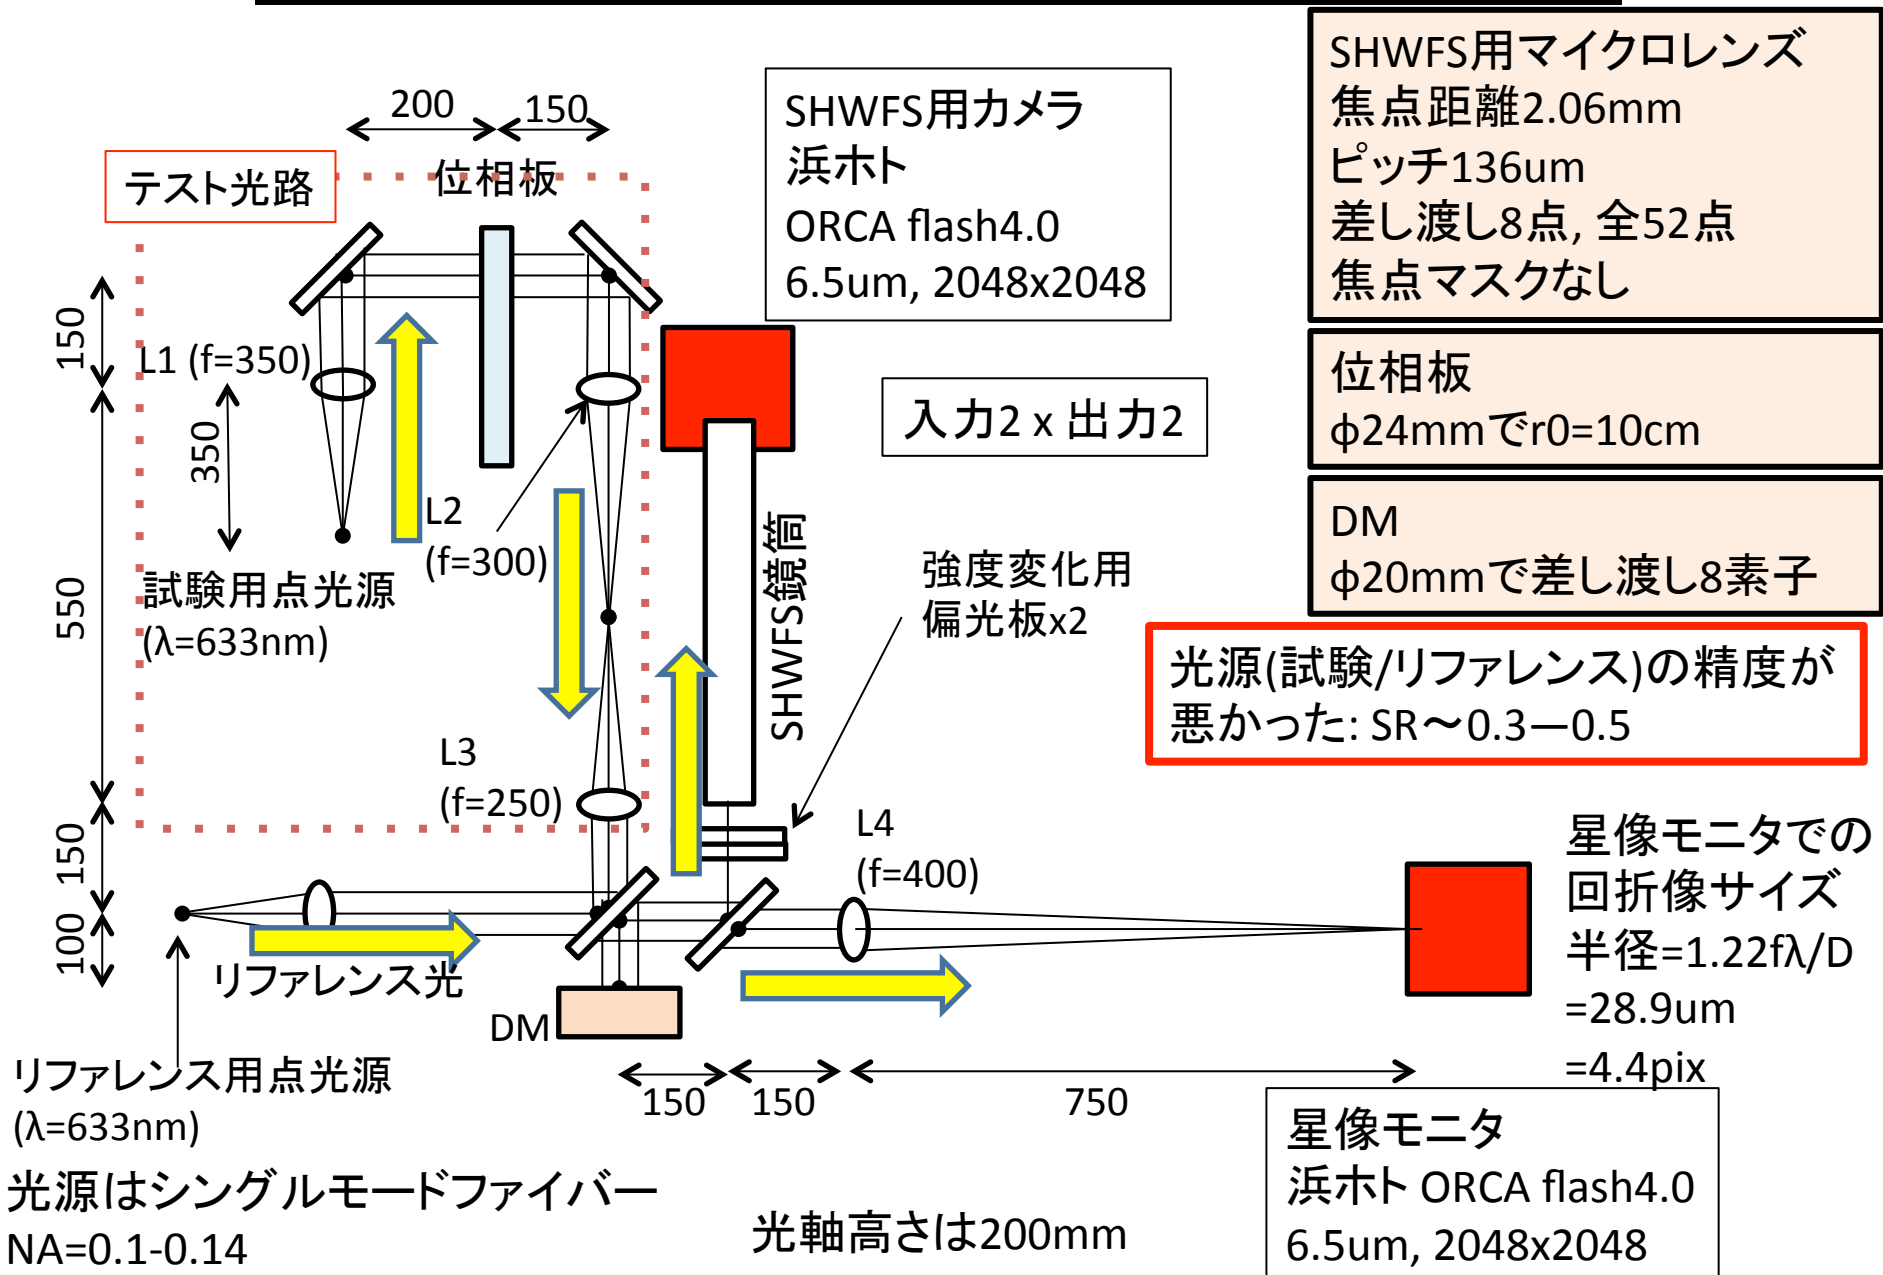 200
150
位相板
テスト光路
SHWFS用カメラ
浜ホト
ORCA flash4.0
6.5um, 2048x2048
SHWFS用マイクロレンズ
焦点距離2.06mm
ピッチ136um
差し渡し8点, 全52点
焦点マスクなし
150
L1 (f=350)
350
入力2 x 出力2
位相板
φ24mmでr0=10cm
L2
(f=300)
DM
φ20mmで差し渡し8素子
試験用点光源
(λ=633nm)
550
SHWFS鏡筒
強度変化用
偏光板x2
光源(試験/リファレンス)の精度が
悪かった: SR〜0.3—0.5
L3
(f=250)
L4
(f=400)
150
100
リファレンス光
DM
星像モニタでの
回折像サイズ
半径=1.22fλ/D
=28.9um
=4.4pix
リファレンス用点光源
(λ=633nm)
150
150
750
光源はシングルモードファイバー
NA=0.1-0.14
光軸高さは200mm
星像モニタ
浜ホト ORCA flash4.0
6.5um, 2048x2048